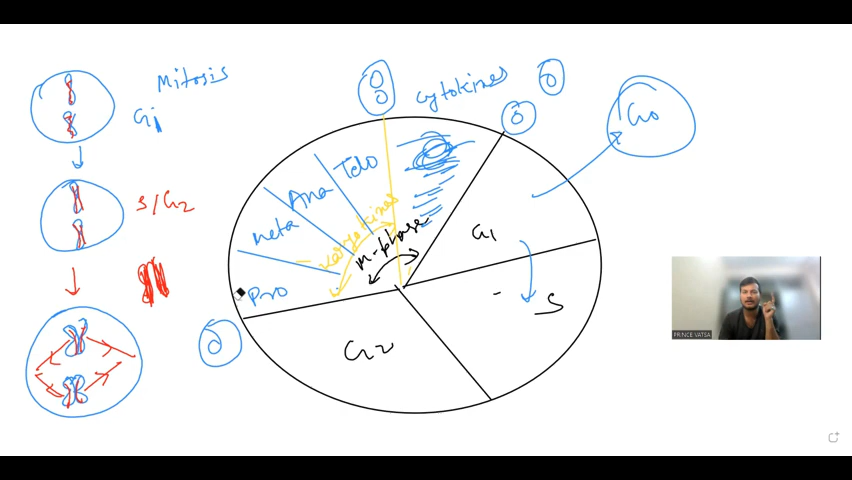 Mitosis
G1
S/G2
Cytokines
G0
Telo
Ana
Meta
Pro
Karyokines
M-phase
G1
S
G2
PRINCE VATSA